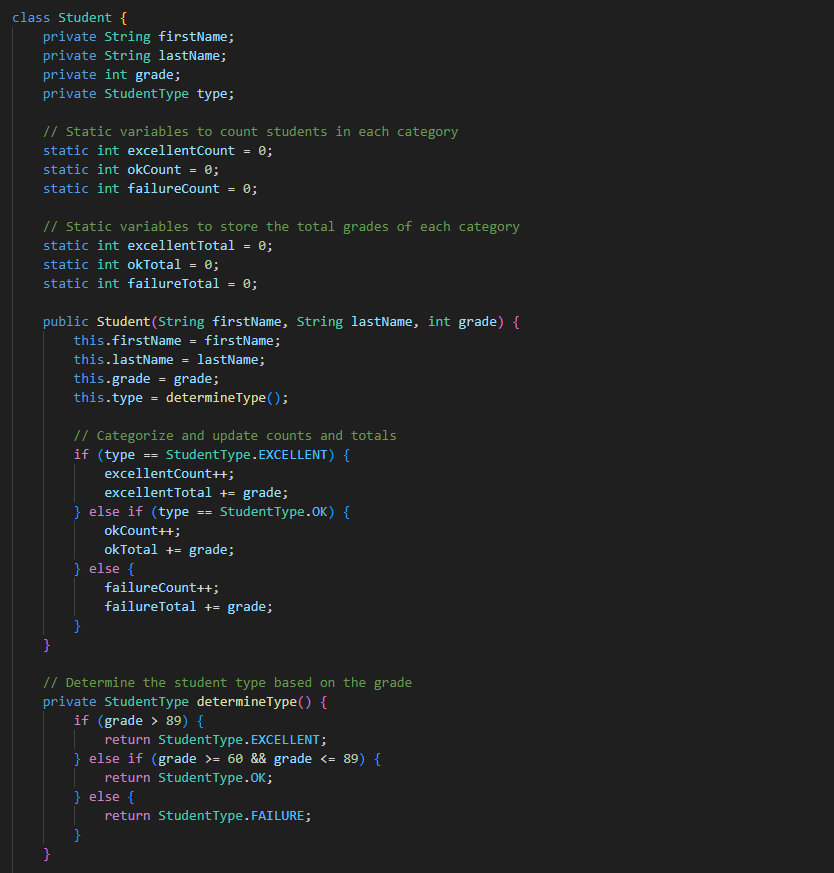 class Student {
    private String firstName;
    private String lastName;
    private int grade;
    private StudentType type;

    // Static variables to count students in each category
    static int excellentCount = 0;
    static int okCount = 0;
    static int failureCount = 0;

    // Static variables to store the total grades of each category
    static int excellentTotal = 0;
    static int okTotal = 0;
    static int failureTotal = 0;

    public Student(String firstName, String lastName, int grade) {
        this.firstName = firstName;
        this.lastName = lastName;
        this.grade = grade;
        this.type = determineType();

        // Categorize and update counts and totals
        if (type == StudentType.EXCELLENT) {
            excellentCount++;
            excellentTotal += grade;
        } else if (type == StudentType.OK) {
            okCount++;
            okTotal += grade;
        } else {
            failureCount++;
            failureTotal += grade;
        }
    }

    // Determine the student type based on the grade
    private StudentType determineType() {
        if (grade > 89) {
            return StudentType.EXCELLENT;
        } else if (grade >= 60 && grade <= 89) {
            return StudentType.OK;
        } else {
            return StudentType.FAILURE;
        }
    }